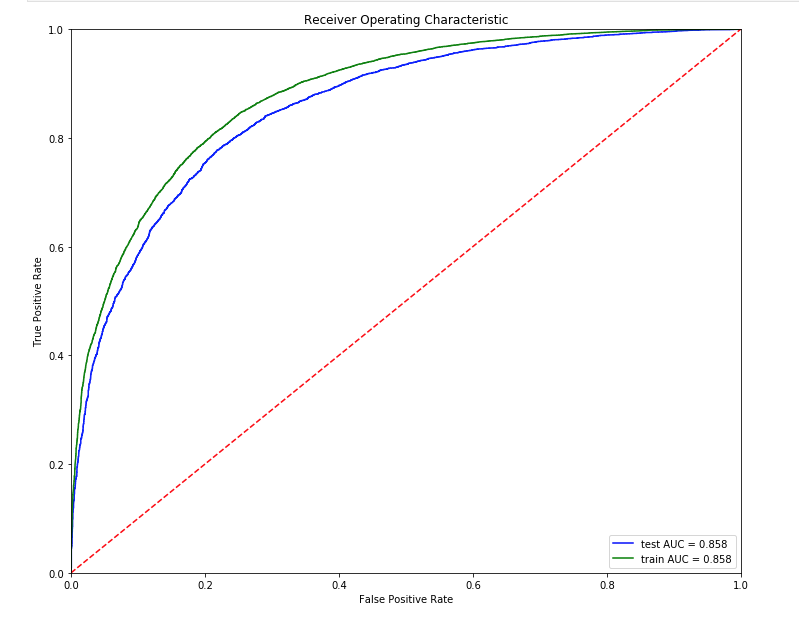 Receiver Operating Characteristic
1.0
0.8
0.6
0.4
0.2
0.0
True Positive Rate
0.0 0.2 0.4 0.6 0.8 1.0
False Positive Rate
test AUC = 0.858
train AUC = 0.858